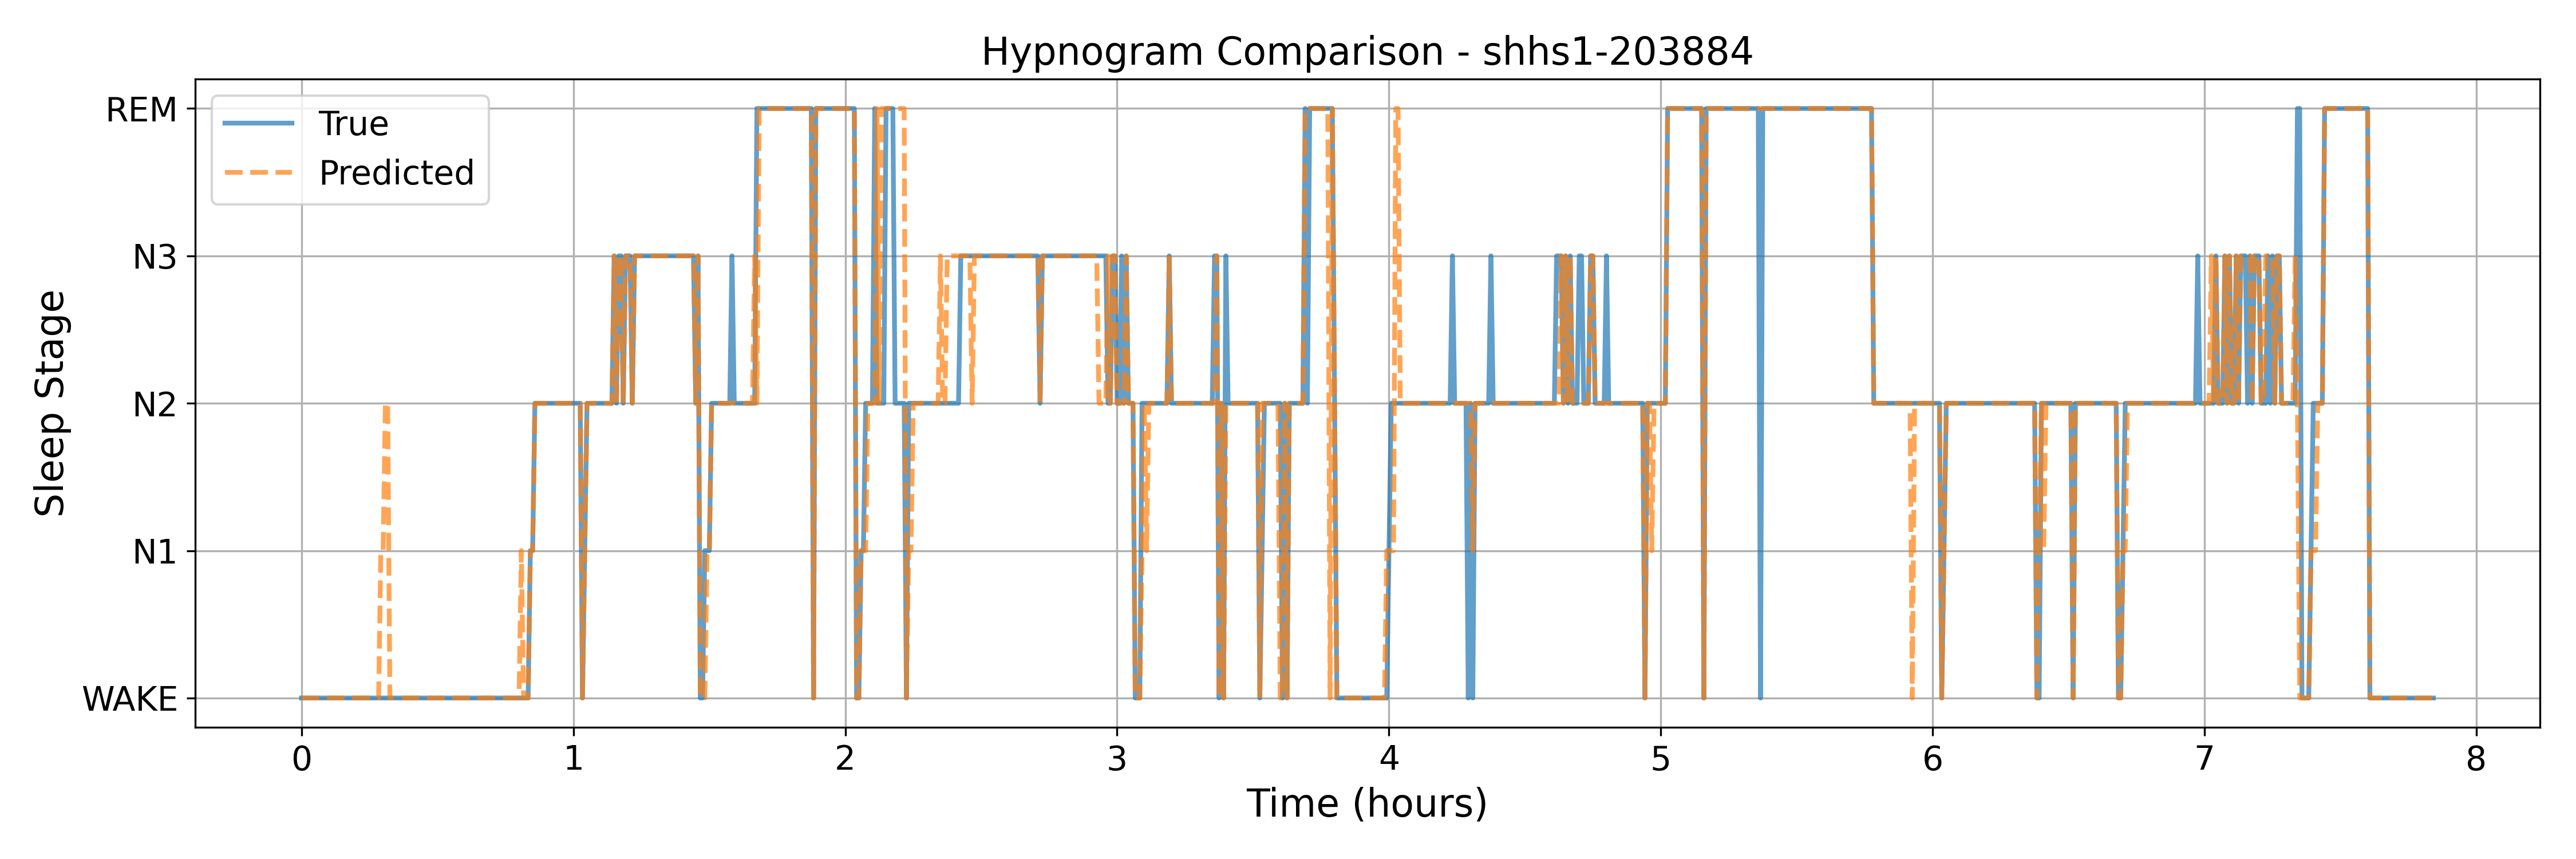 Hypnogram Comparison - shhs1-203884
True
Predicted
Sleep Stage
REM
N3
N2
N1
WAKE
0 1 2 3 4 5 6 7 8
Time (hours)